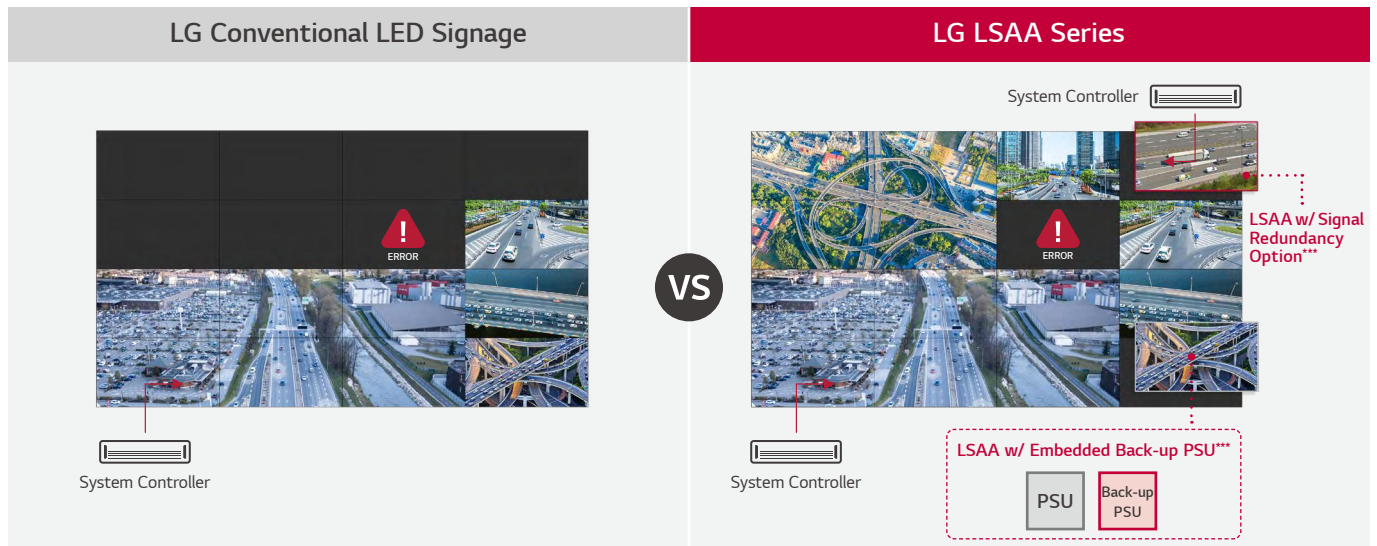 LG Conventional LED Signage
ERROR
System Controller
VS
LG LSAA Series
System Controller
ERROR
LSAA w/ Signal
Redundancy
Option***
System Controller
LSAA w/ Embedded Back-up PSU***
PSU
Back-up
PSU